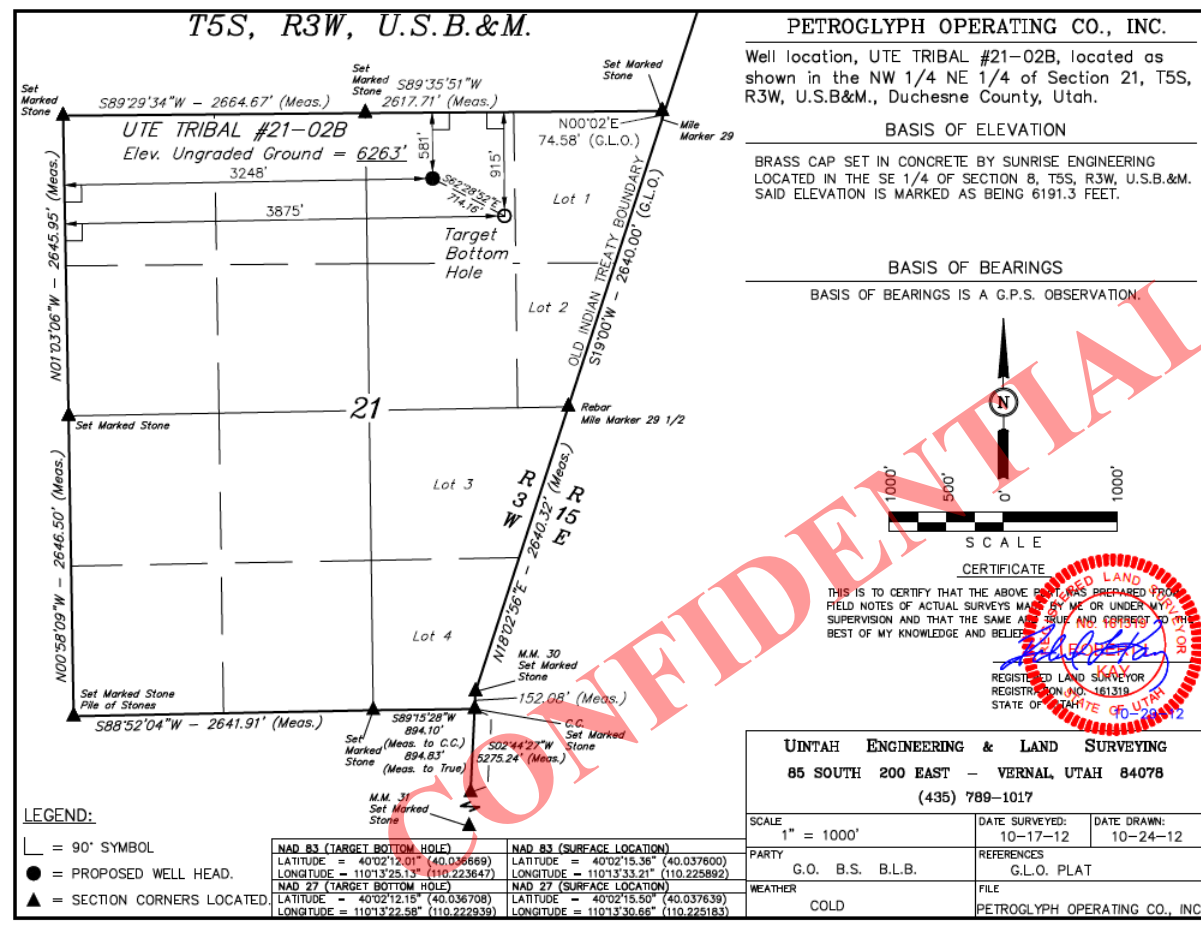 T5S, R3W, U.S.B.&M.
Set Marked Stone
S89°29'34"W - 2664.67' (Meas.)
Set Marked Stone
S89°35'51"W
2617.71' (Meas.)
Set Marked Stone
N00°02'E
74.58' (G.L.O.)
Mile Marker 29
UTE TRIBAL #21-02B
Elev. Ungraded Ground = 6263'
581'
915'
3248'
S62°28'52"E
714.16'
3875'
Target
Bottom
Hole
Lot 1
Lot 2
OLD INDIAN TREATY BOUNDARY
S19°00'W - 2640.00' (G.L.O.)
N01°03'06"W - 2645.95' (Meas.)
21
Set Marked Stone
Rebar
Mile Marker 29 1/2
Lot 3
R 3 W
R 15 E
N18°02'56"E - 2640.32' (Meas.)
N00°58'09"W - 2646.50' (Meas.)
Lot 4
M.M. 30
Set Marked
Stone
152.08' (Meas.)
Set Marked Stone
Pile of Stones
S88°52'04"W - 2641.91' (Meas.)
Set Marked Stone
S89°15'28"W
894.10'
(Meas. to C.C.)
894.83'
(Meas. to True)
C.C.
Set Marked
Stone
S02°44'27"W
5275.24' (Meas.)
M.M. 31
Set Marked
Stone
LEGEND:
= 90° SYMBOL
= PROPOSED WELL HEAD.
= SECTION CORNERS LOCATED.
NAD 83 (TARGET BOTTOM HOLE)
LATITUDE = 40°02'12.01" (40.036669)
LONGITUDE = 110°13'25.13" (110.223647)
NAD 27 (TARGET BOTTOM HOLE)
LATITUDE - 40°02'12.15" (40.036708)
LONGITUDE = 110°13'22.58" (110.222939)
NAD 83 (SURFACE LOCATION)
LATITUDE = 40°02'15.36" (40.037600)
LONGITUDE = 110°13'33.21" (110.225892)
NAD 27 (SURFACE LOCATION)
LATITUDE - 40°02'15.50" (40.037639)
LONGITUDE = 110°13'30.66" (110.225183)
PETROGLYPH OPERATING CO., INC.
Well location, UTE TRIBAL #21-02B, located as
shown in the NW 1/4 NE 1/4 of Section 21, T5S,
R3W, U.S.B&M., Duchesne County, Utah.
BASIS OF ELEVATION
BRASS CAP SET IN CONCRETE BY SUNRISE ENGINEERING
LOCATED IN THE SE 1/4 OF SECTION 8, T5S, R3W, U.S.B.&M.
SAID ELEVATION IS MARKED AS BEING 6191.3 FEET.
BASIS OF BEARINGS
BASIS OF BEARINGS IS A G.P.S. OBSERVATION.
N
1000' 500' 0' 1000'
SCALE
CERTIFICATE
THIS IS TO CERTIFY THAT THE ABOVE PLAT WAS PREPARED FROM
FIELD NOTES OF ACTUAL SURVEYS MADE BY ME OR UNDER MY
SUPERVISION AND THAT THE SAME ARE TRUE AND CORRECT TO THE
BEST OF MY KNOWLEDGE AND BELIEF
REGISTERED LAND SURVEYOR
REGISTRATION NO. 161319
STATE OF UTAH
REGISTERED LAND SURVEYOR
No. 161319
ROBERT L.
KAY
STATE OF UTAH
10-29-12
CONFIDENTIAL
UINTAH ENGINEERING & LAND SURVEYING
85 SOUTH 200 EAST - VERNAL, UTAH 84078
(435) 789-1017
SCALE
1" = 1000'
DATE SURVEYED:
10-17-12
DATE DRAWN:
10-24-12
PARTY
G.O. B.S. B.L.B.
REFERENCES
G.L.O. PLAT
WEATHER
COLD
FILE
PETROGLYPH OPERATING CO., INC